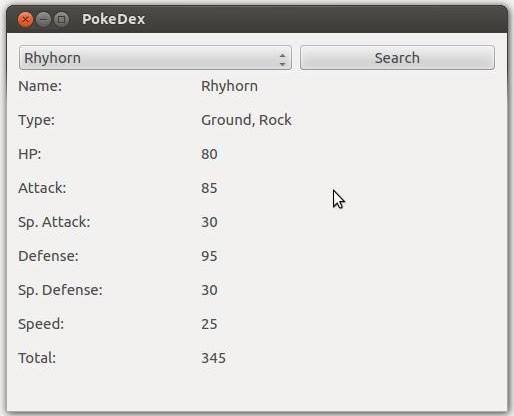 PokeDex
Rhyhorn Search
Name: Rhyhorn
Type: Ground, Rock
HP: 80
Attack: 85
Sp. Attack: 30
Defense: 95
Sp. Defense: 30
Speed: 25
Total: 345